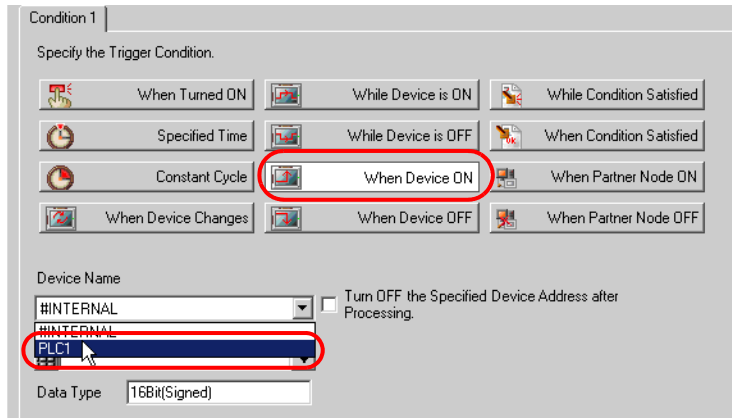 Condition 1
Specify the Trigger Condition.
When Turned ON While Device is ON While Condition Satisfied
Specified Time While Device is OFF When Condition Satisfied
Constant Cycle When Device ON When Partner Node ON
When Device Changes When Device OFF When Partner Node OFF
Device Name
#INTERNAL
Turn OFF the Specified Device Address after
Processing.
#INTERNAL
PLC1
Data Type 16Bit(Signed)